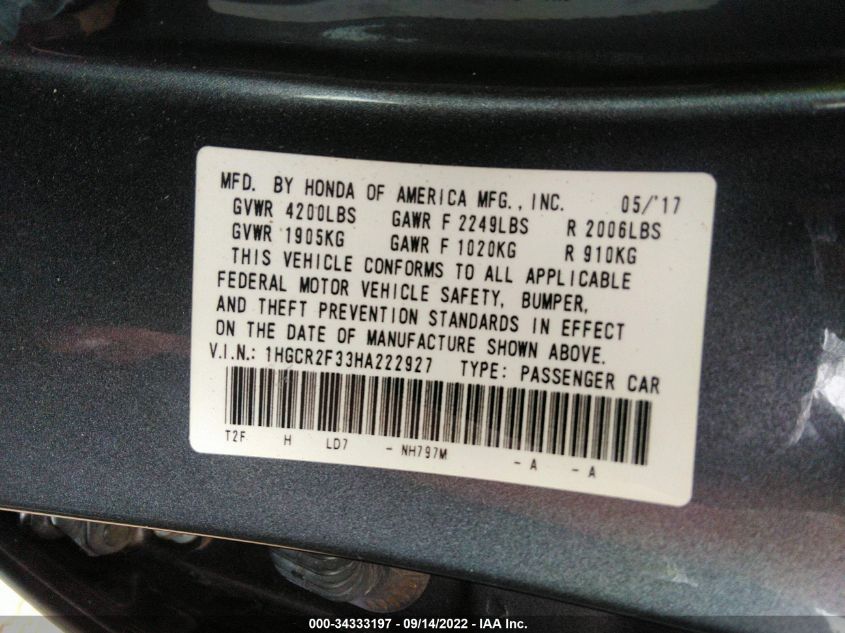 MFD. BY HONDA OF AMERICA MFG., INC. 05/'17
GVWR 4200LBS GAWR F 2249LBS R 2006LBS
GVWR 1905KG GAWR F 1020KG R 910KG
THIS VEHICLE CONFORMS TO ALL APPLICABLE
FEDERAL MOTOR VEHICLE SAFETY, BUMPER,
AND THEFT PREVENTION STANDARDS IN EFFECT
ON THE DATE OF MANUFACTURE SHOWN ABOVE.
V.I.N.: 1HGCR2F33HA222927 TYPE: PASSENGER CAR
T2F H LD7 - NH797M - A - A
000-34333197 - 09/14/2022 - IAA Inc.